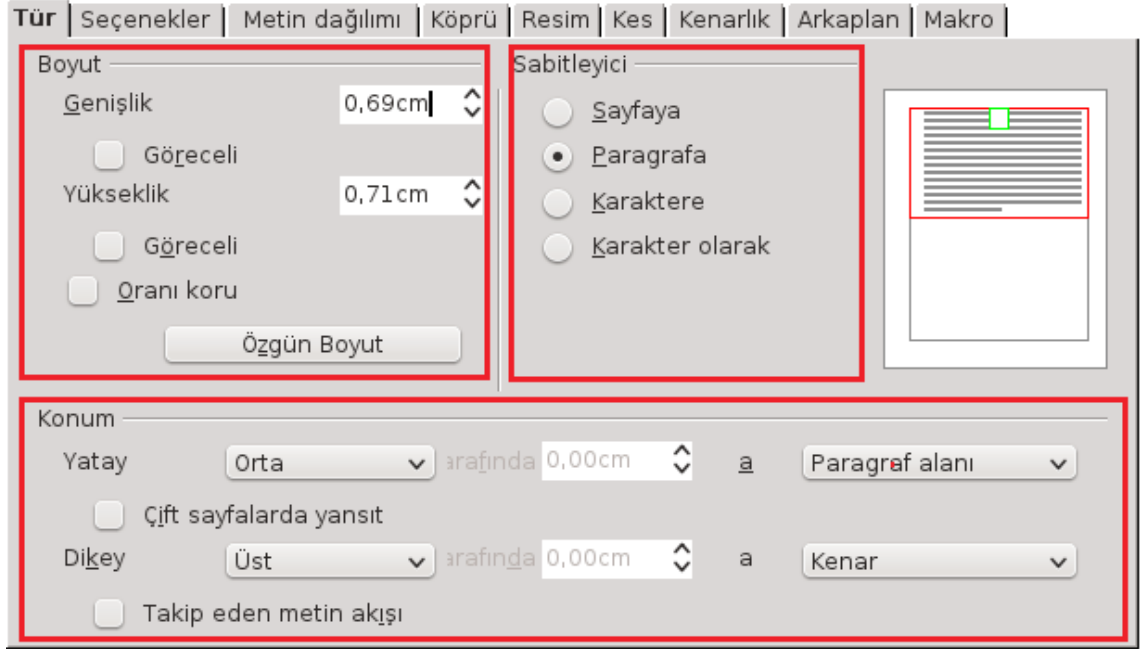 Tür Seçenekler Metin dağılımı Köprü Resim Kes Kenarlık Arkaplan Makro
Boyut
Genişlik 0,69cm
Göreceli
Yükseklik 0,71cm
Göreceli
Oranı koru
Özgün Boyut
Sabitleyici
Sayfaya
Paragrafa
Karaktere
Karakter olarak
Konum
Yatay Orta arafında 0,00cm a Paragraf alanı
Çift sayfalarda yansıt
Dikey Üst arafında 0,00cm a Kenar
Takip eden metin akışı